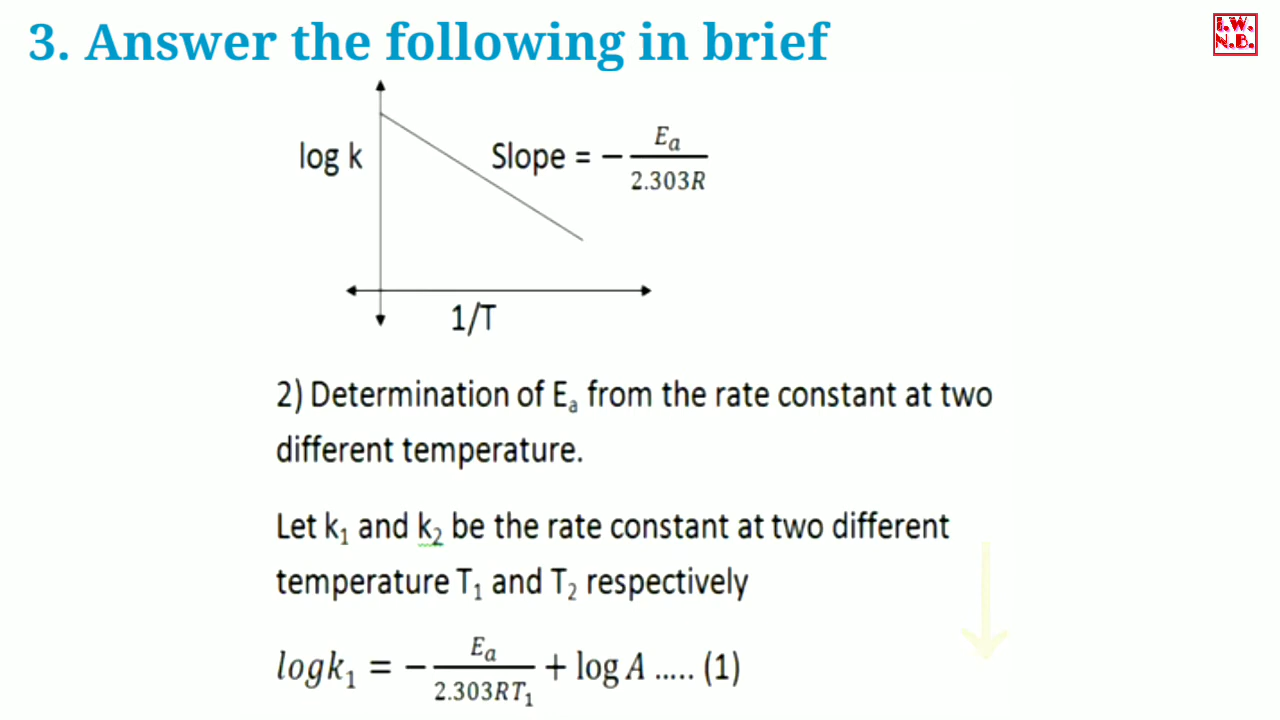 3. Answer the following in brief
I.W.
N.B.
log k
Slope = − Eₐ / 2.303R
1/T
2) Determination of Eₐ from the rate constant at two
different temperature.
Let k₁ and k₂ be the rate constant at two different
temperature T₁ and T₂ respectively
logk₁ = − Eₐ / 2.303RT₁ + log A ..... (1)